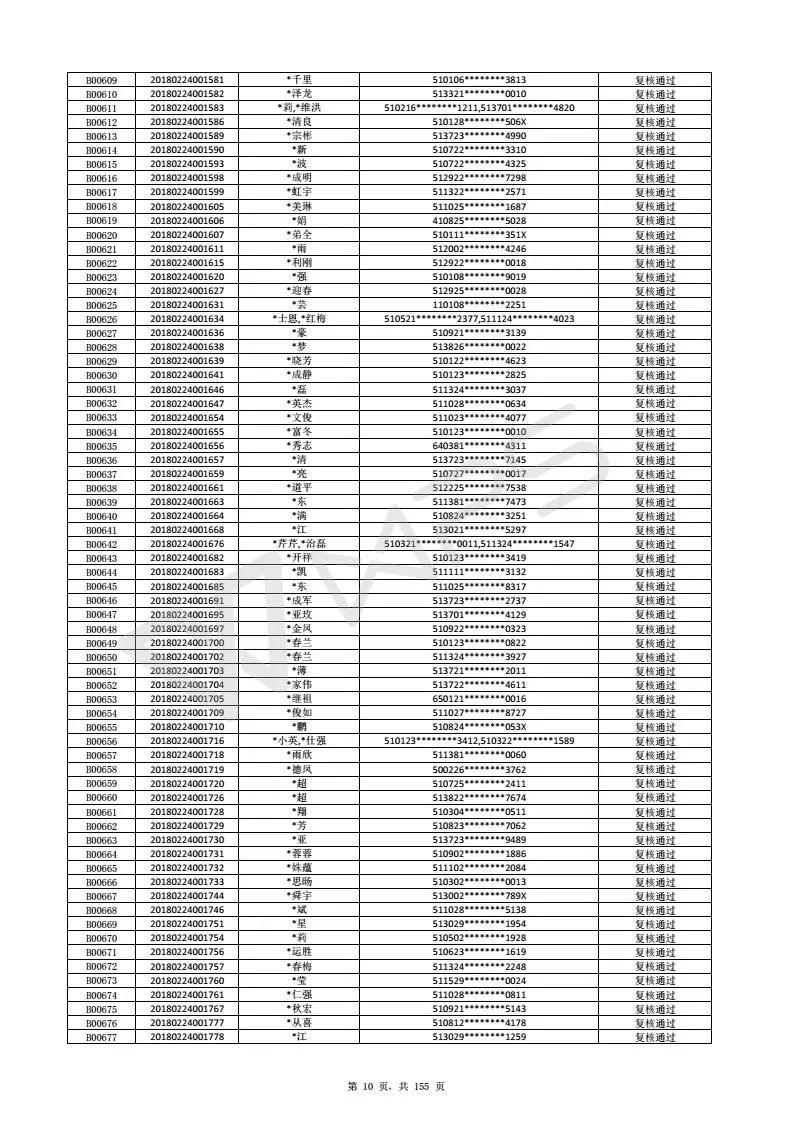 B00609 20180224001581 *千里 510106********3813 复核通过
B00610 20180224001582 *泽龙 513321********0010 复核通过
B00611 20180224001583 *莉,*维洪 510216********1211,513701********4820 复核通过
B00612 20180224001586 *清良 510128********506X 复核通过
B00613 20180224001589 *宗彬 513723********4990 复核通过
B00614 20180224001590 *新 510722********3310 复核通过
B00615 20180224001593 *波 510722********4325 复核通过
B00616 20180224001598 *成明 512922********7298 复核通过
B00617 20180224001599 *虹宇 511322********2571 复核通过
B00618 20180224001605 *美琳 511025********1687 复核通过
B00619 20180224001606 *娟 410825********5028 复核通过
B00620 20180224001607 *弟全 510111********351X 复核通过
B00621 20180224001611 *雨 512002********4246 复核通过
B00622 20180224001615 *利刚 512922********0018 复核通过
B00623 20180224001620 *强 510108********9019 复核通过
B00624 20180224001627 *迎春 512925********0028 复核通过
B00625 20180224001631 *芸 110108********2251 复核通过
B00626 20180224001634 *士恩,*红梅 510521********2377,511124********4023 复核通过
B00627 20180224001636 *豪 510921********3139 复核通过
B00628 20180224001638 *梦 513826********0022 复核通过
B00629 20180224001639 *晓芳 510122********4623 复核通过
B00630 20180224001641 *成静 510123********2825 复核通过
B00631 20180224001646 *磊 511324********3037 复核通过
B00632 20180224001647 *英杰 511028********0634 复核通过
B00633 20180224001654 *文俊 511023********4077 复核通过
B00634 20180224001655 *富冬 510123********0010 复核通过
B00635 20180224001656 *秀志 640381********4311 复核通过
B00636 20180224001657 *清 513723********7145 复核通过
B00637 20180224001659 *亮 510727********0017 复核通过
B00638 20180224001661 *道平 512225********7538 复核通过
B00639 20180224001663 *东 511381********7473 复核通过
B00640 20180224001664 *满 510824********3251 复核通过
B00641 20180224001668 *江 513021********5297 复核通过
B00642 20180224001676 *芹芹,*治磊 510321********0011,511324********1547 复核通过
B00643 20180224001682 *开祥 510123********3419 复核通过
B00644 20180224001683 *凯 511111********3132 复核通过
B00645 20180224001685 *东 511025********8317 复核通过
B00646 20180224001691 *成军 513723********2737 复核通过
B00647 20180224001695 *亚玫 513701********4129 复核通过
B00648 20180224001697 *金凤 510922********0323 复核通过
B00649 20180224001700 *春兰 510123********0822 复核通过
B00650 20180224001702 *春兰 511324********3927 复核通过
B00651 20180224001703 *薄 513721********2011 复核通过
B00652 20180224001704 *家伟 513722********4611 复核通过
B00653 20180224001705 *继祖 650121********0016 复核通过
B00654 20180224001709 *俊如 511027********8727 复核通过
B00655 20180224001710 *鹏 510824********053X 复核通过
B00656 20180224001716 *小英,*仕强 510123********3412,510322********1589 复核通过
B00657 20180224001718 *雨欣 511381********0060 复核通过
B00658 20180224001719 *德凤 500226********3762 复核通过
B00659 20180224001720 *超 510725********2411 复核通过
B00660 20180224001726 *超 513822********7674 复核通过
B00661 20180224001728 *翔 510304********0511 复核通过
B00662 20180224001729 *芳 510823********7062 复核通过
B00663 20180224001730 *亚 513723********9489 复核通过
B00664 20180224001731 *蓉蓉 510902********1886 复核通过
B00665 20180224001732 *姝蕴 511102********2084 复核通过
B00666 20180224001733 *思旸 510302********0013 复核通过
B00667 20180224001744 *舜宇 513002********789X 复核通过
B00668 20180224001746 *斌 511028********5138 复核通过
B00669 20180224001751 *星 513029********1954 复核通过
B00670 20180224001754 *莉 510502********1928 复核通过
B00671 20180224001756 *运胜 510623********1619 复核通过
B00672 20180224001757 *春梅 511324********2248 复核通过
B00673 20180224001760 *莹 511529********0024 复核通过
B00674 20180224001761 *仁强 511028********0811 复核通过
B00675 20180224001767 *秋宏 510921********5143 复核通过
B00676 20180224001777 *从喜 510812********4178 复核通过
B00677 20180224001778 *江 513029********1259 复核通过
WPS
第 10 页，共 155 页